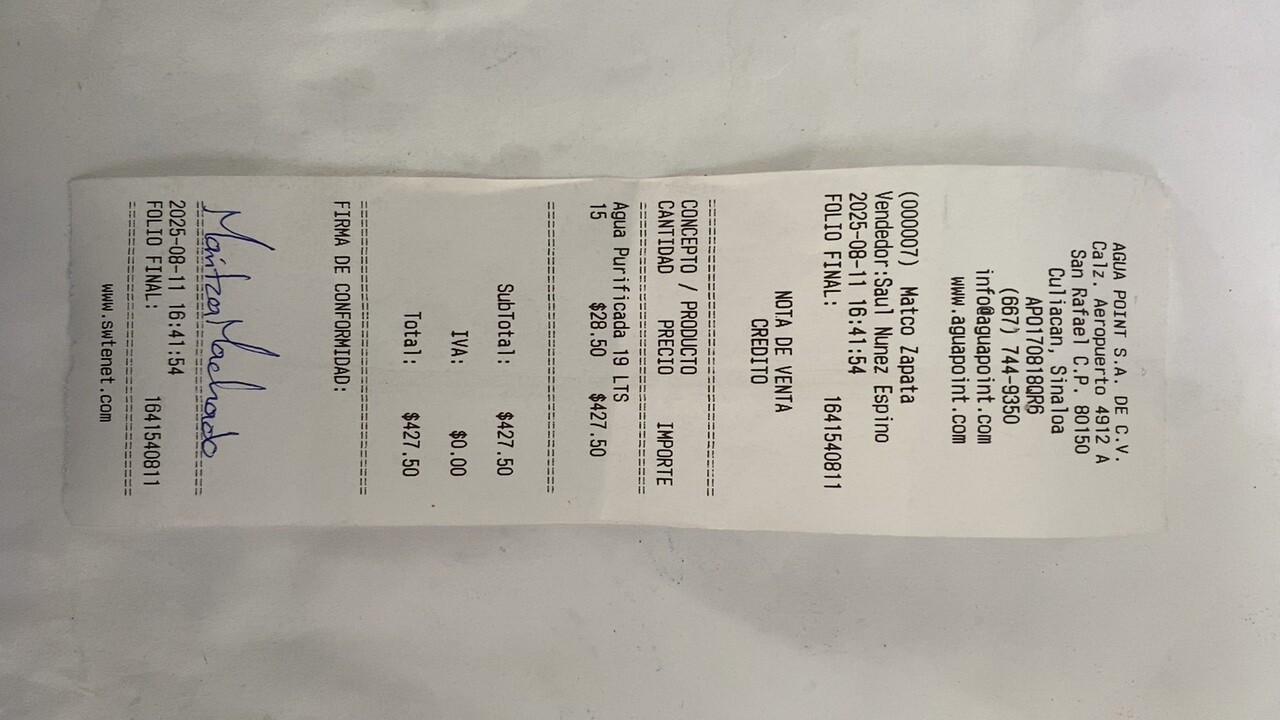 AGUA POINT S.A. DE C.V.
Calz. Aeropuerto 4912 A
San Rafael C.P. 80150
Culiacan, Sinaloa
APO170818QR6
(667) 744-9350
info@aguapoint.com
www.aguapoint.com
(000007) Matco Zapata
Vendedor:Saul Nunez Espino
2025-08-11 16:41:54
FOLIO FINAL: 1641540811
NOTA DE VENTA
CREDITO
CONCEPTO / PRODUCTO
CANTIDAD PRECIO IMPORTE
Agua Purificada 19 LTS
15 $28.50 $427.50
SubTotal: $427.50
IVA: $0.00
Total: $427.50
FIRMA DE CONFORMIDAD:
Maritza Machado
2025-08-11 16:41:54
FOLIO FINAL: 1641540811
www.swtenet.com